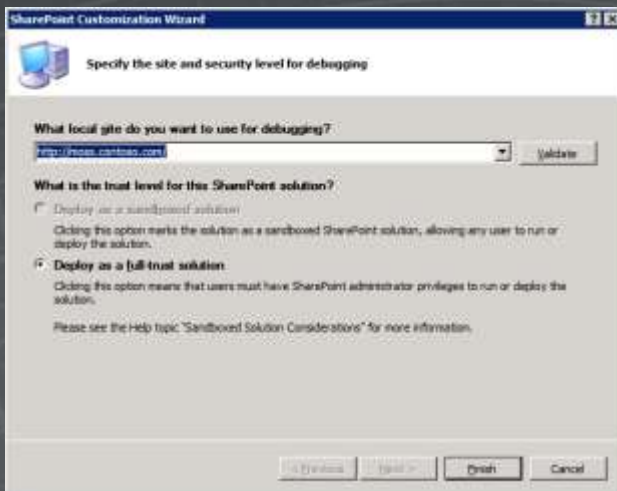 SharePoint Customization Wizard
Specify the site and security level for debugging
What local site do you want to use for debugging?
http://moss.contoso.com/
Validate
What is the trust level for this SharePoint solution?
Deploy as a sandboxed solution
Clicking this option marks the solution as a sandboxed SharePoint solution, allowing any user to run or
deploy the solution.
Deploy as a full-trust solution
Clicking this option means that users must have SharePoint administrator privileges to run or deploy the
solution.
Please see the Help topic "Sandboxed Solution Considerations" for more information.
< Previous
Next >
Finish
Cancel